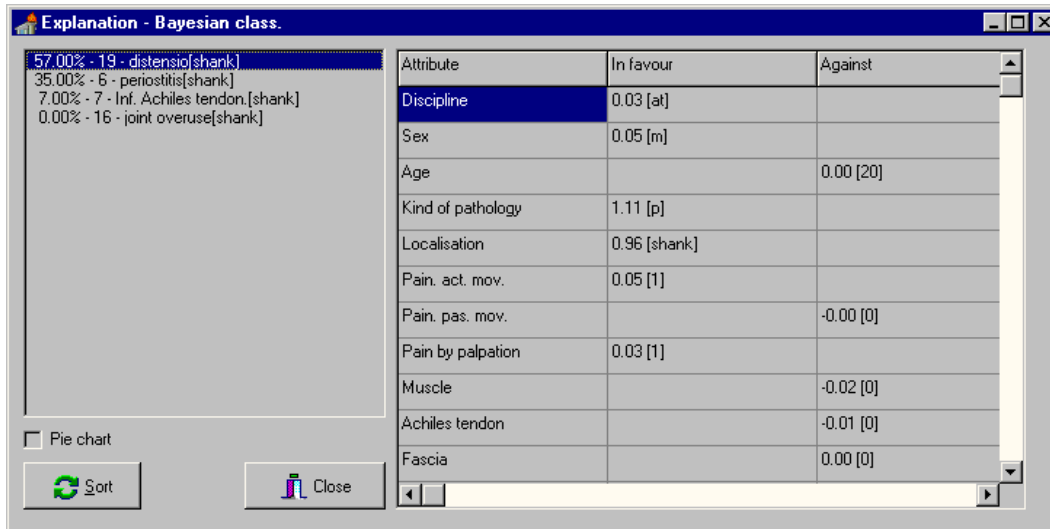 Explanation - Bayesian class.
57.00% - 19 - distensio[shank]
35.00% - 6 - periostitis[shank]
7.00% - 7 - Inf. Achiles tendon.[shank]
0.00% - 16 - joint overuse[shank]
Attribute In favour Against
Discipline 0.03 [at]
Sex 0.05 [m]
Age 0.00 [20]
Kind of pathology 1.11 [p]
Localisation 0.96 [shank]
Pain. act. mov. 0.05 [1]
Pain. pas. mov. -0.00 [0]
Pain by palpation 0.03 [1]
Muscle -0.02 [0]
Achiles tendon -0.01 [0]
Fascia 0.00 [0]
Pie chart
Sort Close